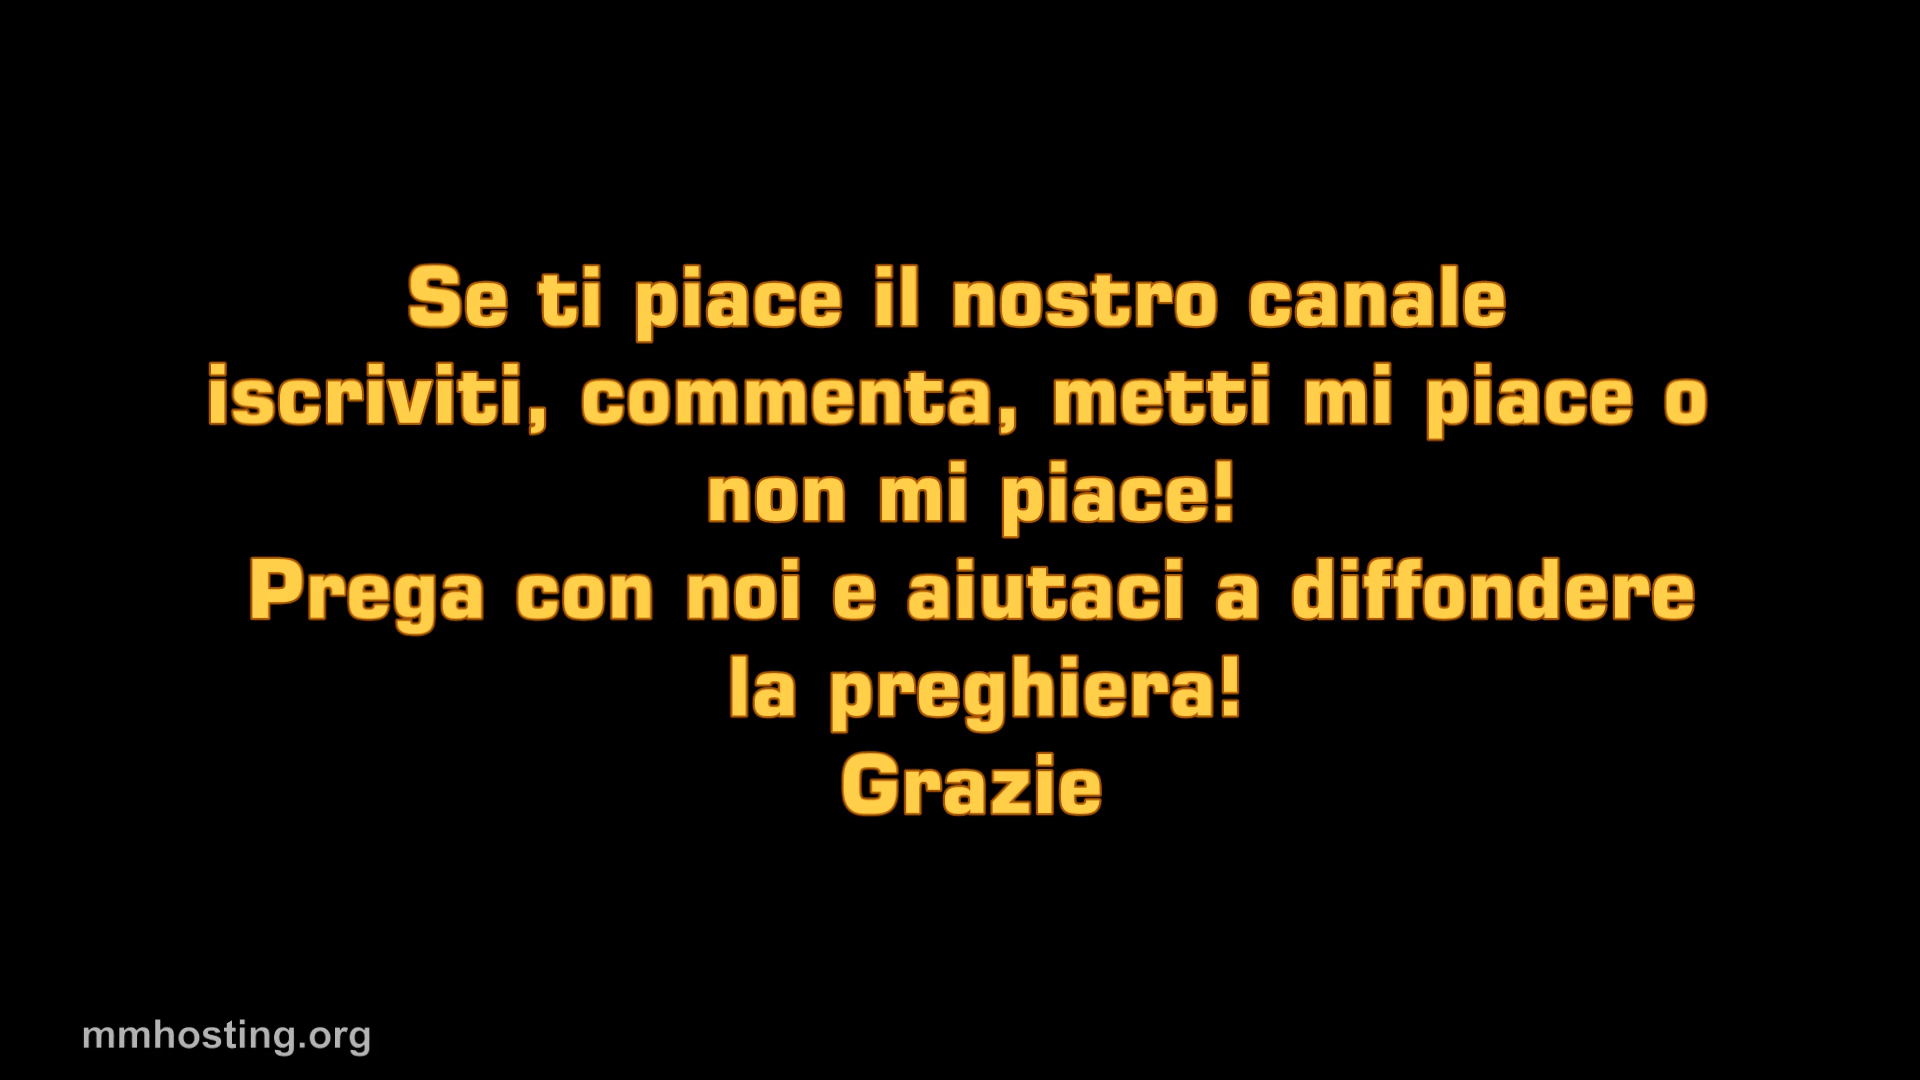 Se ti piace il nostro canale
iscriviti, commenta, metti mi piace o
non mi piace!
Prega con noi e aiutaci a diffondere
la preghiera!
Grazie
mmhosting.org